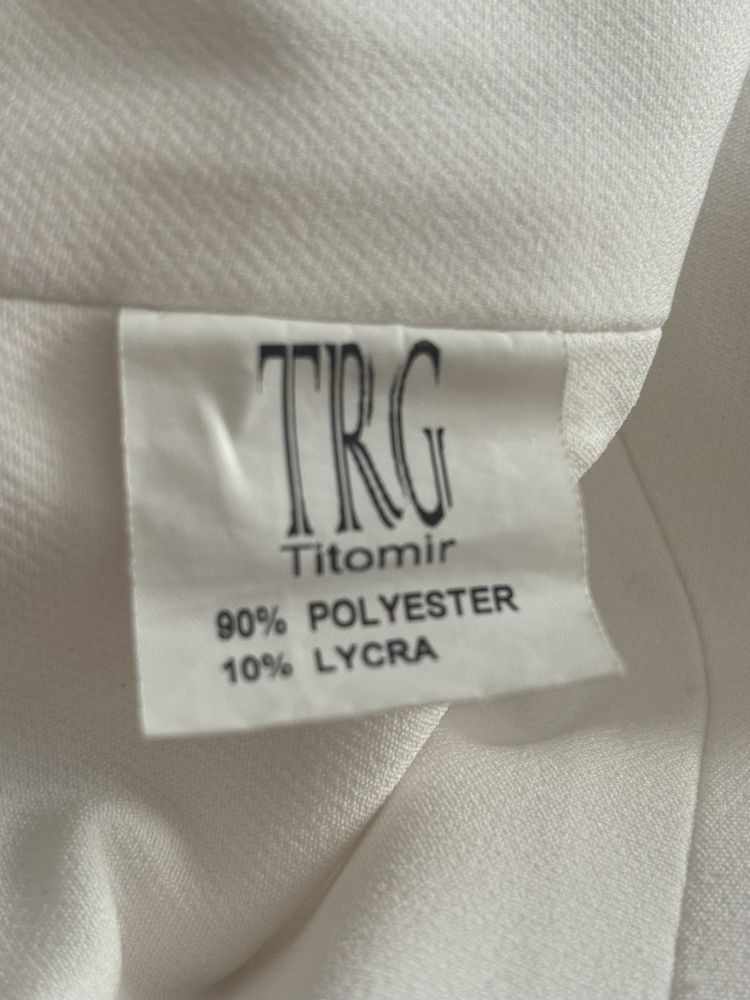 TRG
Titomir
90% POLYESTER
10% LYCRA